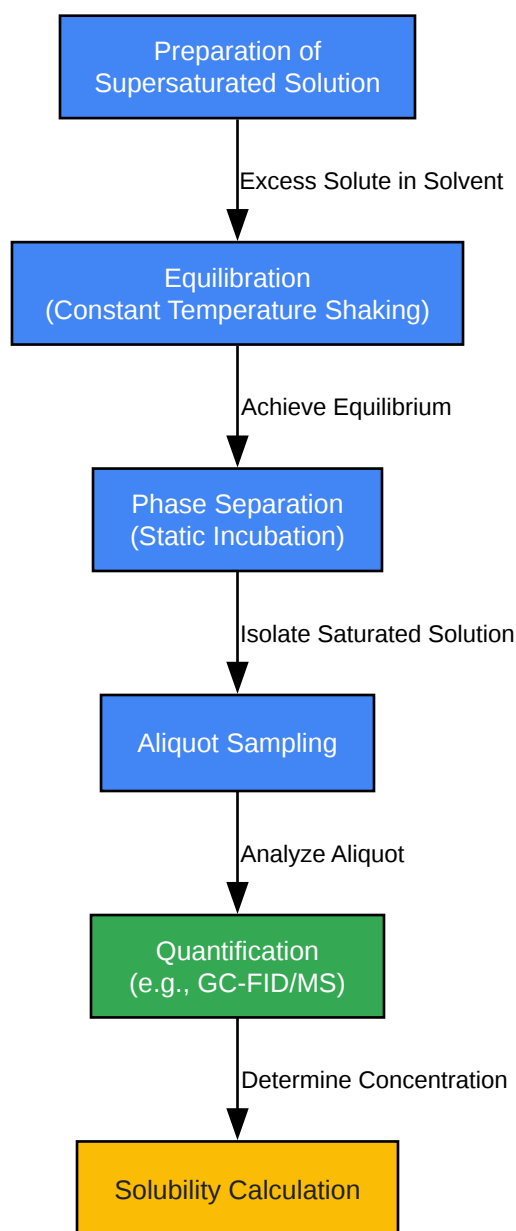 Preparation of
Supersaturated Solution
Excess Solute in Solvent
Equilibration
(Constant Temperature Shaking)
Achieve Equilibrium
Phase Separation
(Static Incubation)
Isolate Saturated Solution
Aliquot Sampling
Analyze Aliquot
Quantification
(e.g., GC-FID/MS)
Determine Concentration
Solubility Calculation